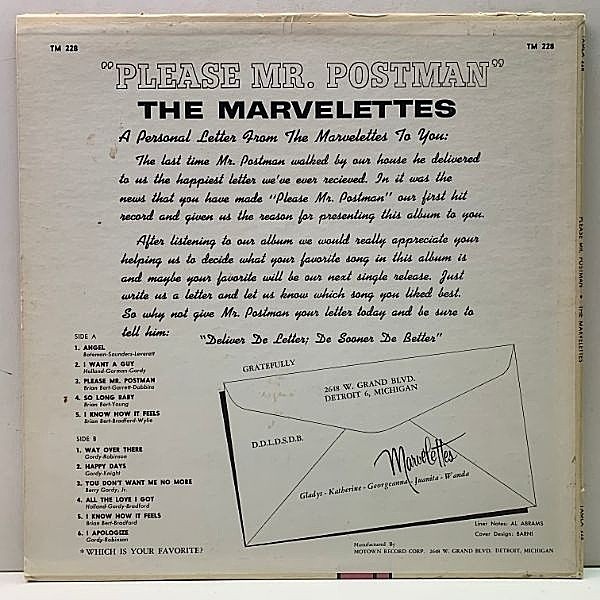 TM 228
TM 228
"PLEASE MR. POSTMAN"
THE MARVELETTES
A Personal Letter From The Marvelettes To You:
The last time Mr. Postman walked by our house he delivered
to us the happiest letter we've ever recieved. In it was the
news that you have made "Please Mr. Postman" our first hit
record and given us the reason for presenting this album to you.
After listening to our album we would really appreciate your
helping us to decide what your favorite song in this album is
and maybe your favorite will be our next single release. Just
write us a letter and let us know which song you liked best.
So why not give Mr. Postman your letter today and be sure to
tell him:
"Deliver De Letter; De Sooner De Better"
SIDE A
1. ANGEL
Bateman-Saunders-Leverett
2. I WANT A GUY
Holland-Gorman-Gordy
3. PLEASE MR. POSTMAN
Brian Bert-Garrett-Dobbins
4. SO LONG BABY
Brian Bert-Young
5. I KNOW HOW IT FEELS
Brian Bert-Bradford-Wylie
SIDE B
1. WAY OVER THERE
Gordy-Robinson
2. HAPPY DAYS
Gordy-Knight
3. YOU DON'T WANT ME NO MORE
Berry Gordy, Jr.
4. ALL THE LOVE I GOT
Holland-Gordy-Bradford
5. I KNOW HOW IT FEELS
Brian Bert-Bradford
6. I APOLOGIZE
Gordy-Robinson
* WHICH IS YOUR FAVORITE?
GRATEFULLY
2648 W. GRAND BLVD.
DETROIT 6, MICHIGAN
D.D.L.D.S.D.B.
Marvelettes
Gladys - Katherine - Georgeanna - Juanita - Wanda
Liner Notes: AL ABRAMS
Cover Design: BARNI
Manufactured By
MOTOWN RECORD CORP. 2648 W. GRAND BLVD. DETROIT, MICHIGAN
TAMLA 228
PLEASE MR. POSTMAN * THE MARVELETTES
TAMLA 228